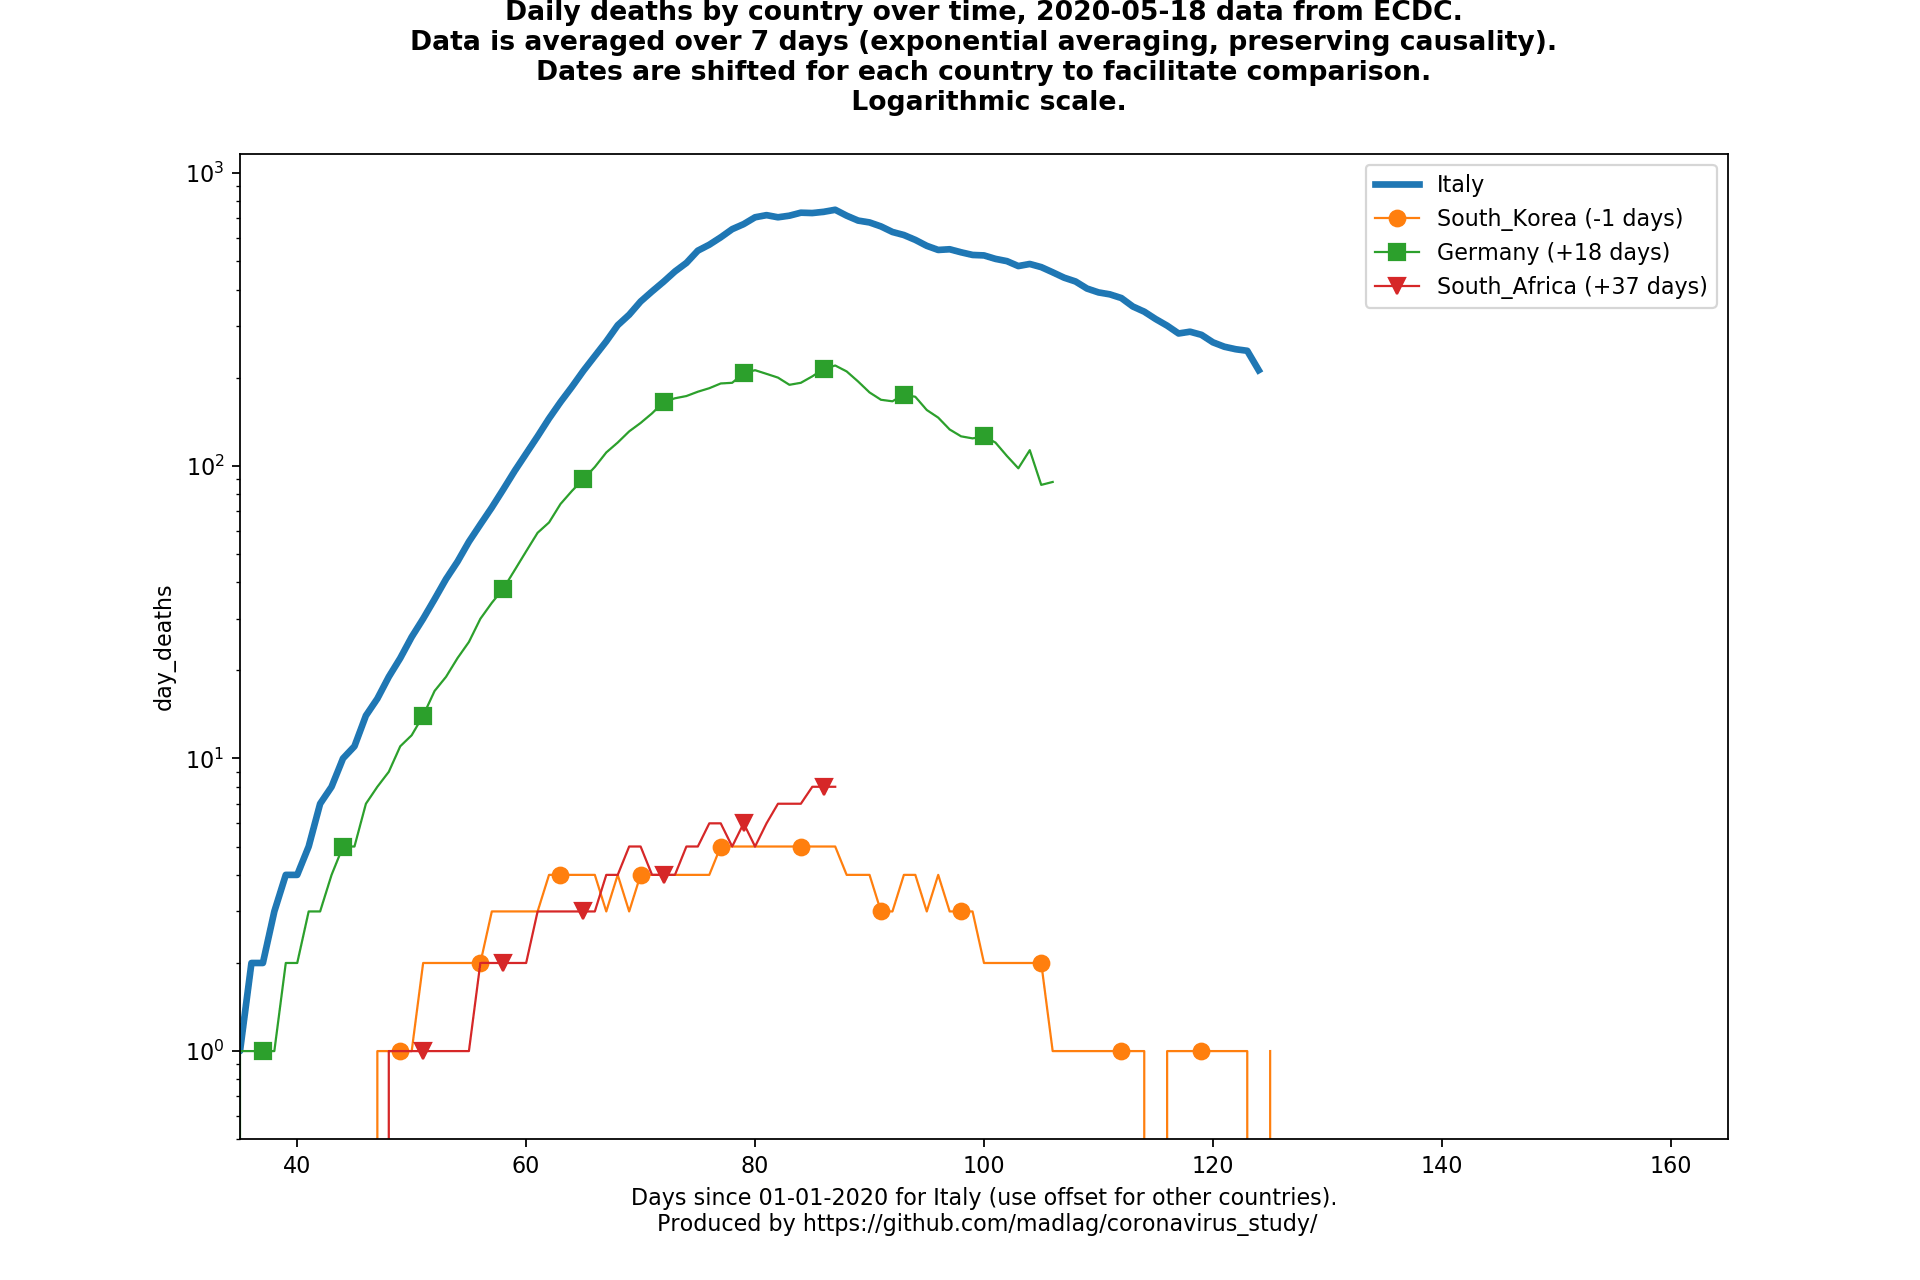 Daily deaths by country over time, 2020-05-18 data from ECDC.
Data is averaged over 7 days (exponential averaging, preserving causality).
Dates are shifted for each country to facilitate comparison.
Logarithmic scale.
10³
10²
10¹
10⁰
day_deaths
Italy
South_Korea (-1 days)
Germany (+18 days)
South_Africa (+37 days)
40 60 80 100 120 140 160
Days since 01-01-2020 for Italy (use offset for other countries).
Produced by https://github.com/madlag/coronavirus_study/